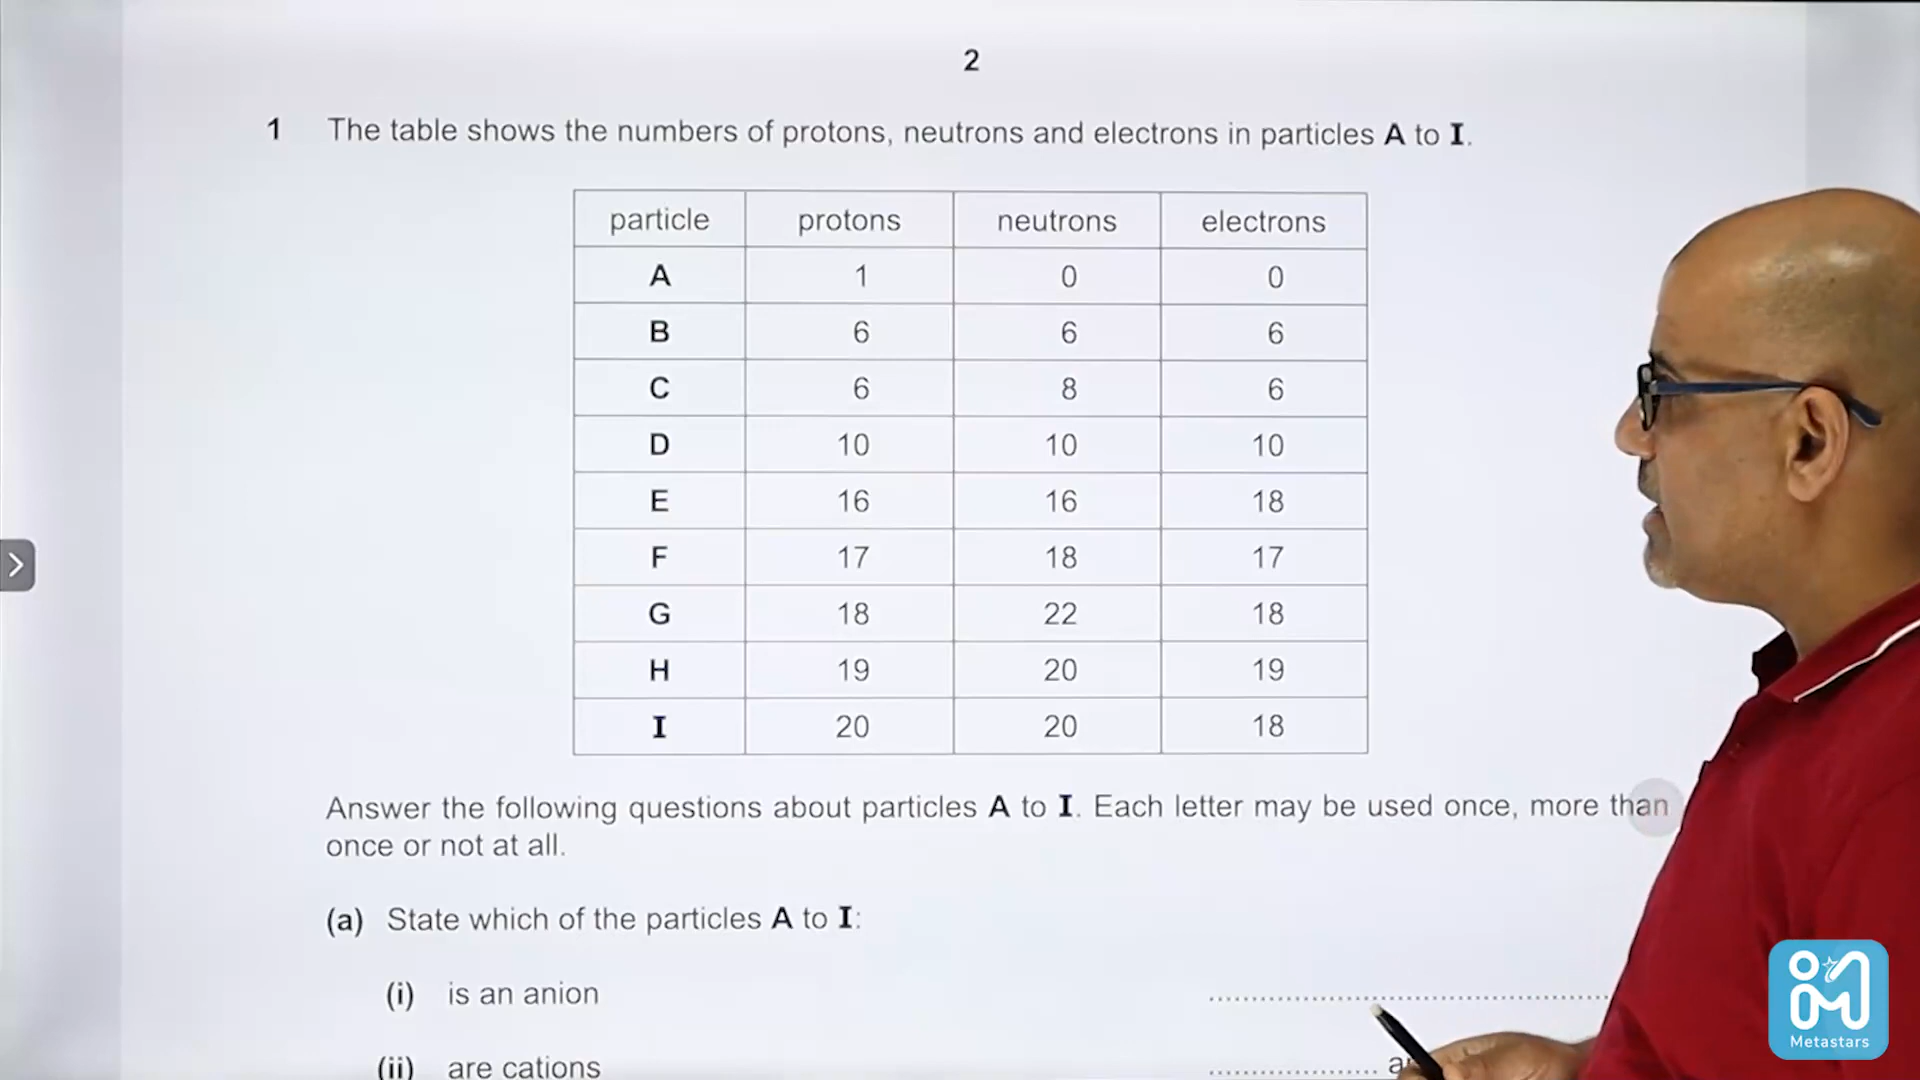 2
1 The table shows the numbers of protons, neutrons and electrons in particles A to I.
particle protons neutrons electrons
A 1 0 0
B 6 6 6
C 6 8 6
D 10 10 10
E 16 16 18
F 17 18 17
G 18 22 18
H 19 20 19
I 20 20 18
Answer the following questions about particles A to I. Each letter may be used once, more than
once or not at all.
(a) State which of the particles A to I:
(i) is an anion ........................................
(ii) are cations .................
Metastars